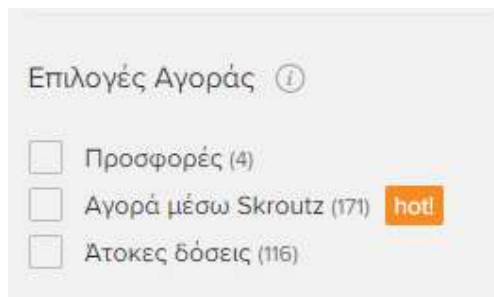 Επιλογές Αγοράς
Προσφορές (4)
Αγορά μέσω Skroutz (171) hot!
Άτοκες δόσεις (116)